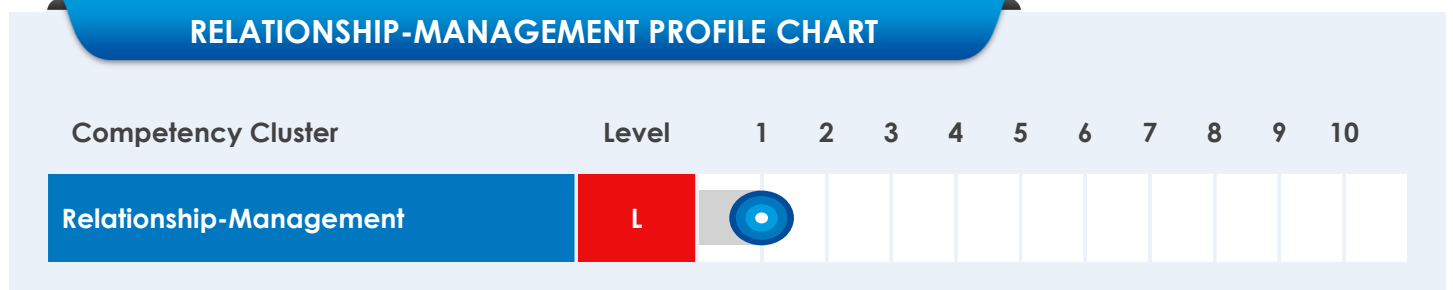 RELATIONSHIP-MANAGEMENT PROFILE CHART
Competency Cluster Level 1 2 3 4 5 6 7 8 9 10
Relationship-Management L